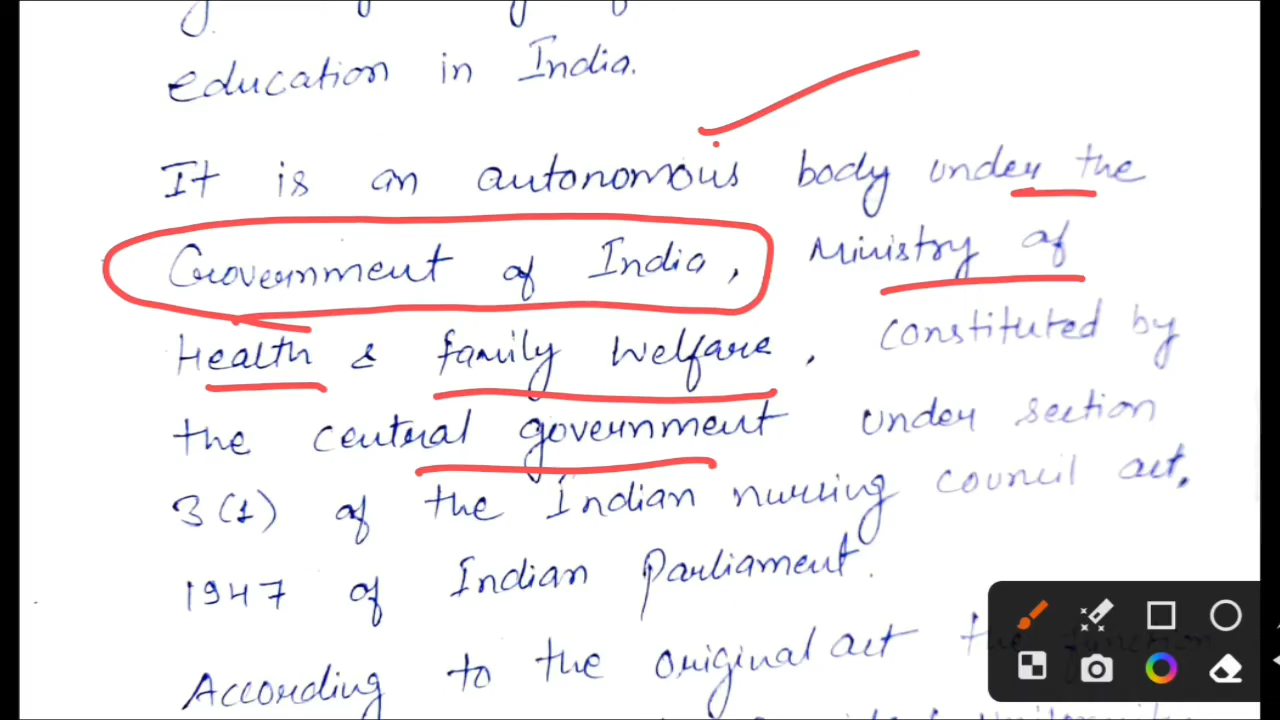 education in India.
It is an autonomous body under the
Government of India, Ministry of
Health & family welfare, constituted by
the central government under section
3(1) of the Indian nursing council act,
1947 of Indian Parliament.
According to the original act the function